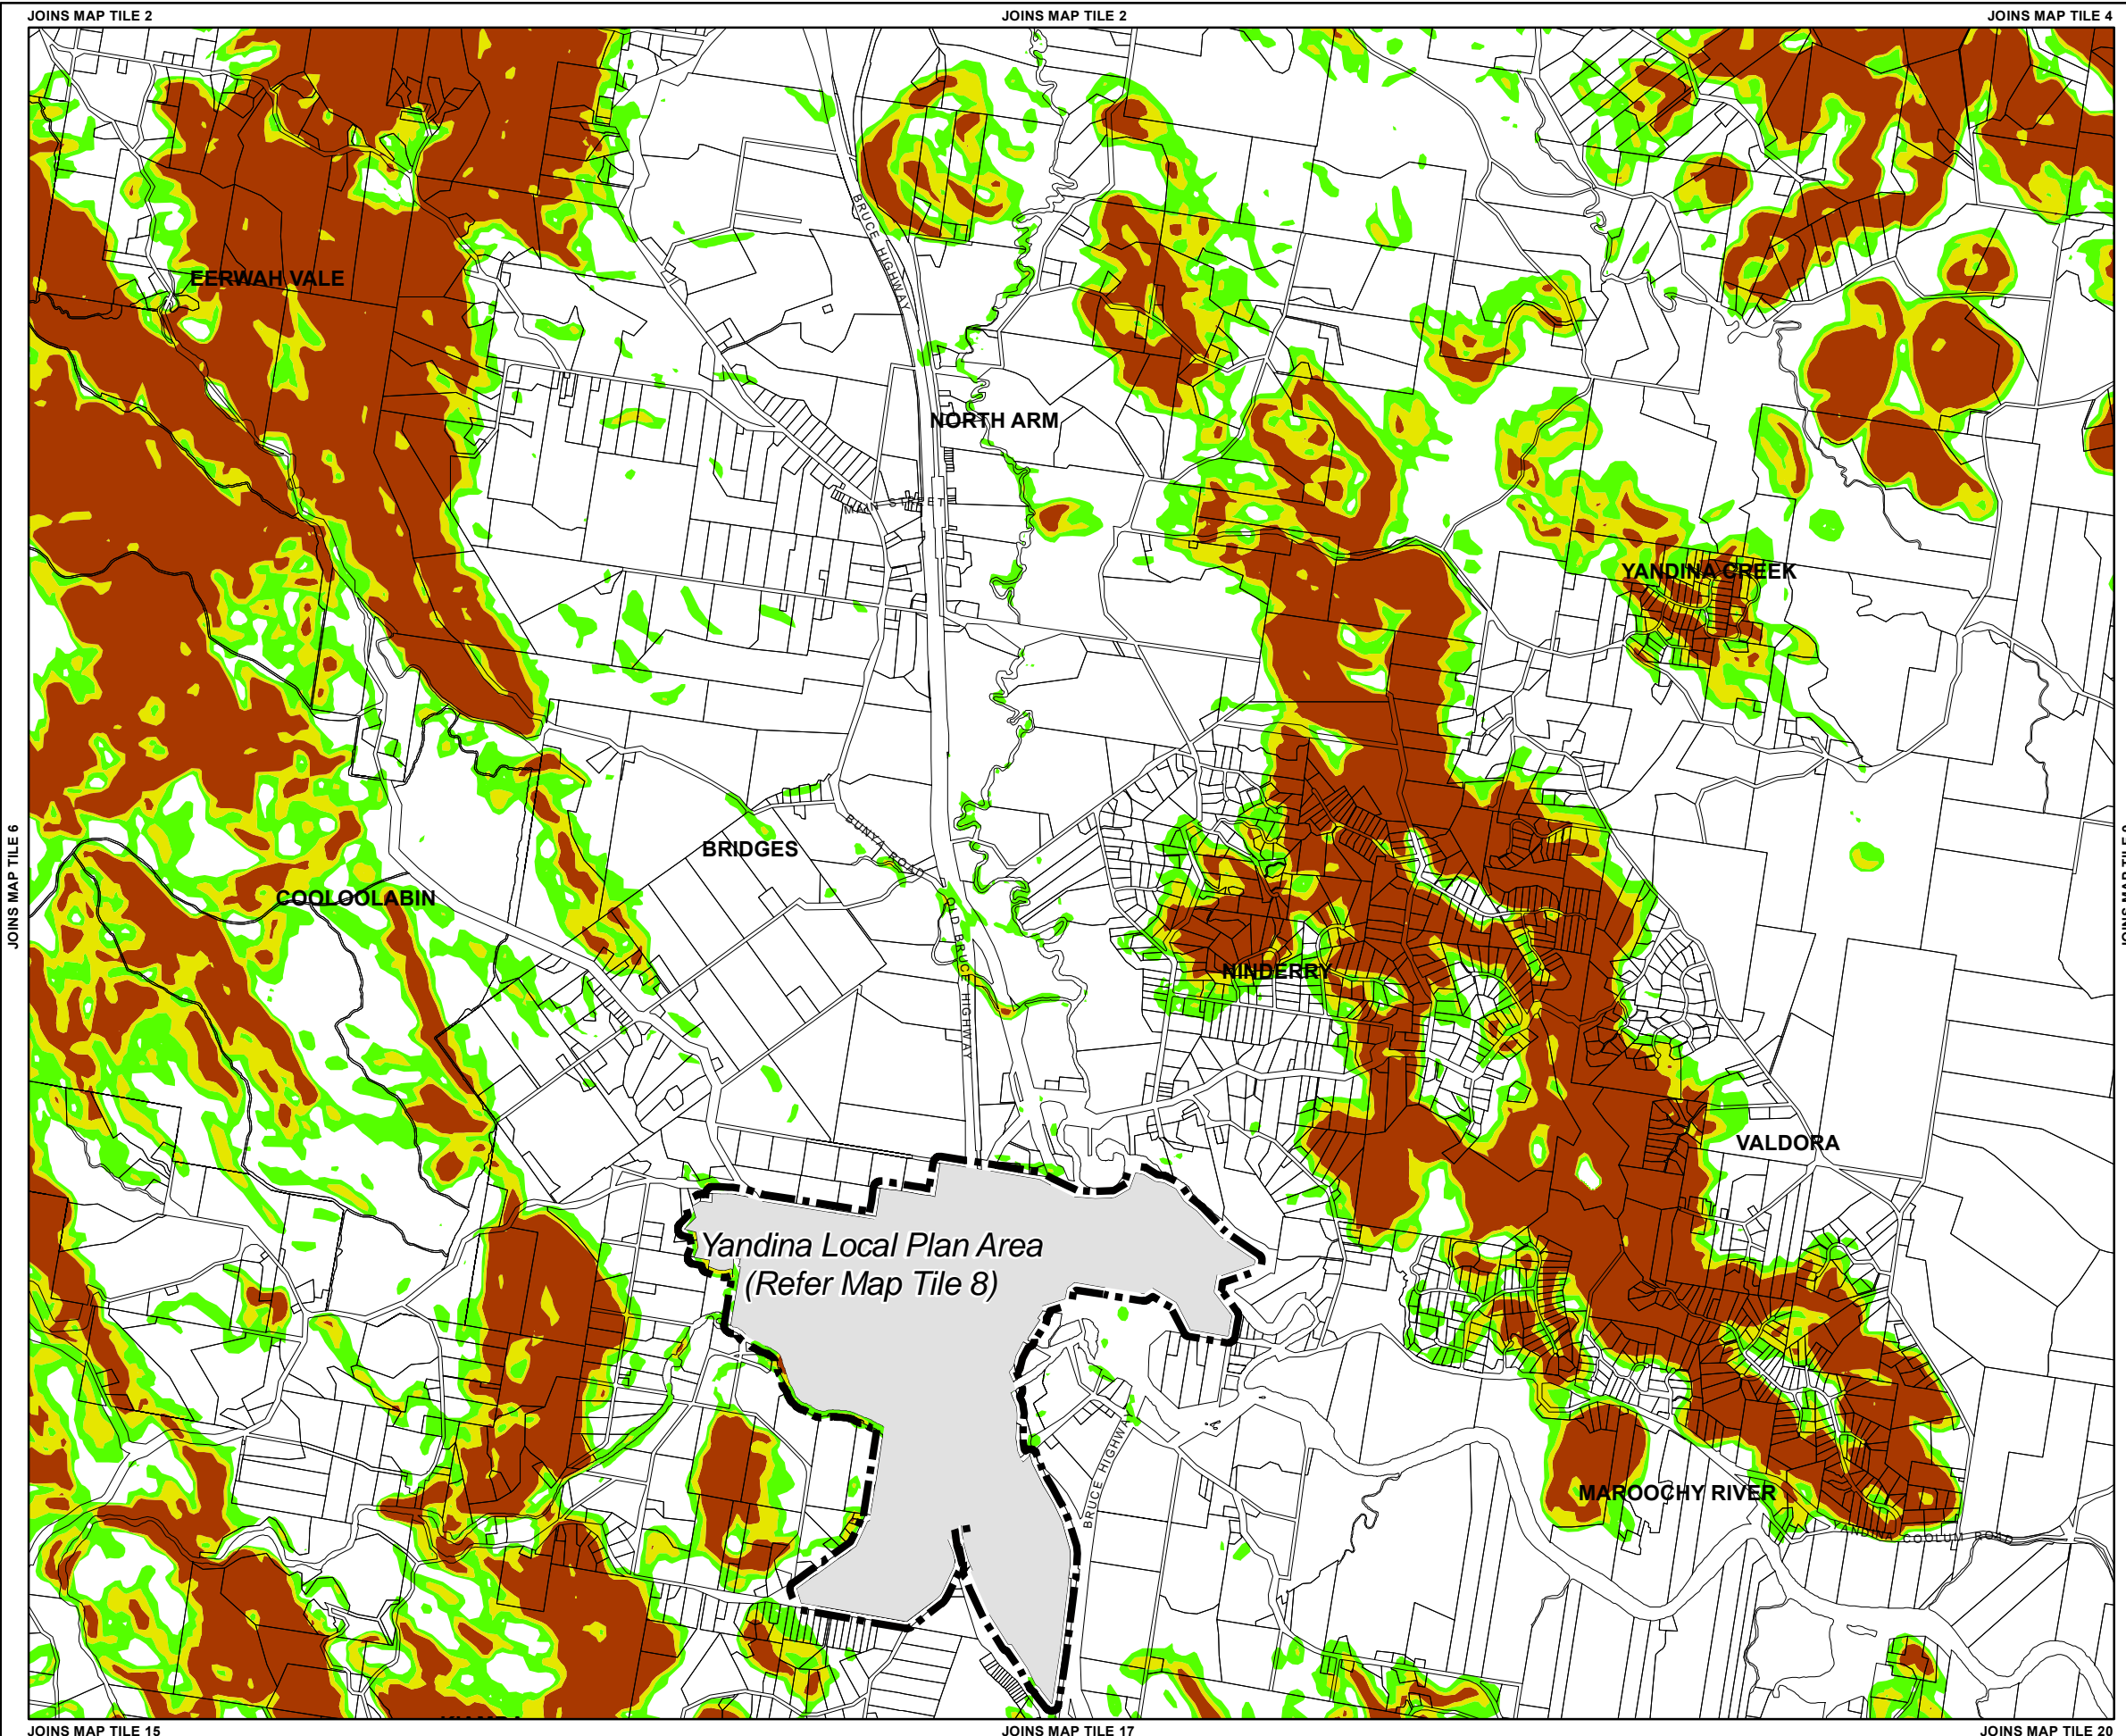 JOINS MAP TILE 2
JOINS MAP TILE 2
JOINS MAP TILE 4
BRUCE HIGHWAY
EERWAH VALE
NORTH ARM
MAIN STREET
YANDINA CREEK
JOINS MAP TILE 6
BUNYA ROAD
BRIDGES
COOLOOLABIN
OLD BRUCE HIGHWAY
NINDERRY
VALDORA
Yandina Local Plan Area
(Refer Map Tile 8)
BRUCE HIGHWAY
MAROOCHY RIVER
YANDINA COOLUM ROAD
JOINS MAP TILE 15
JOINS MAP TILE 17
JOINS MAP TILE 20